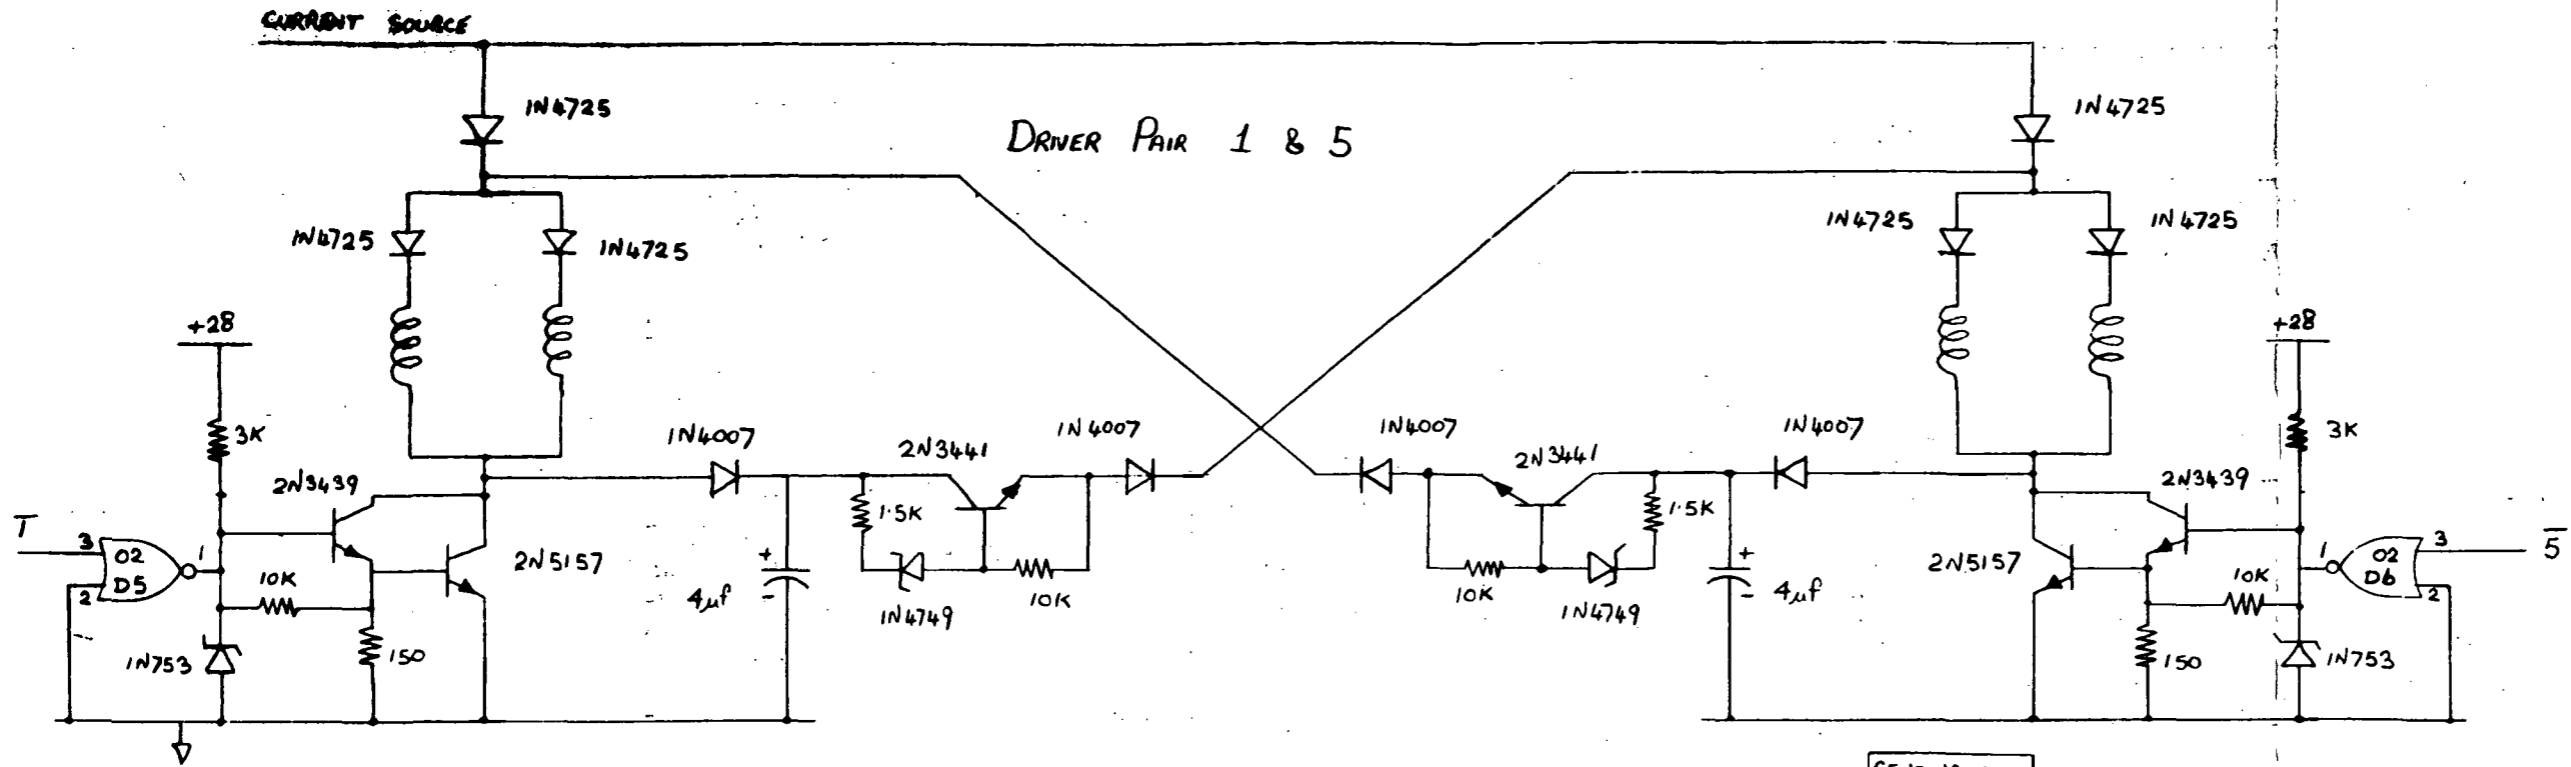 CURRENT SOURCE
1N4725
DRIVER PAIR 1 & 5
1N4725
1N4725
1N4725
1N4725
1N4725
+28
+28
3K
1N4007
2N3441
1N4007
1N4007
2N3441
1N4007
3K
2N3439
2N3439
1.5K
1.5K
3
02
D5
1
2
2N5157
2N5157
3
02
D6
1
2
5
10K
10K
+
4µf
-
1N4749
10K
10K
1N4749
+
4µf
-
1N753
150
150
1N753